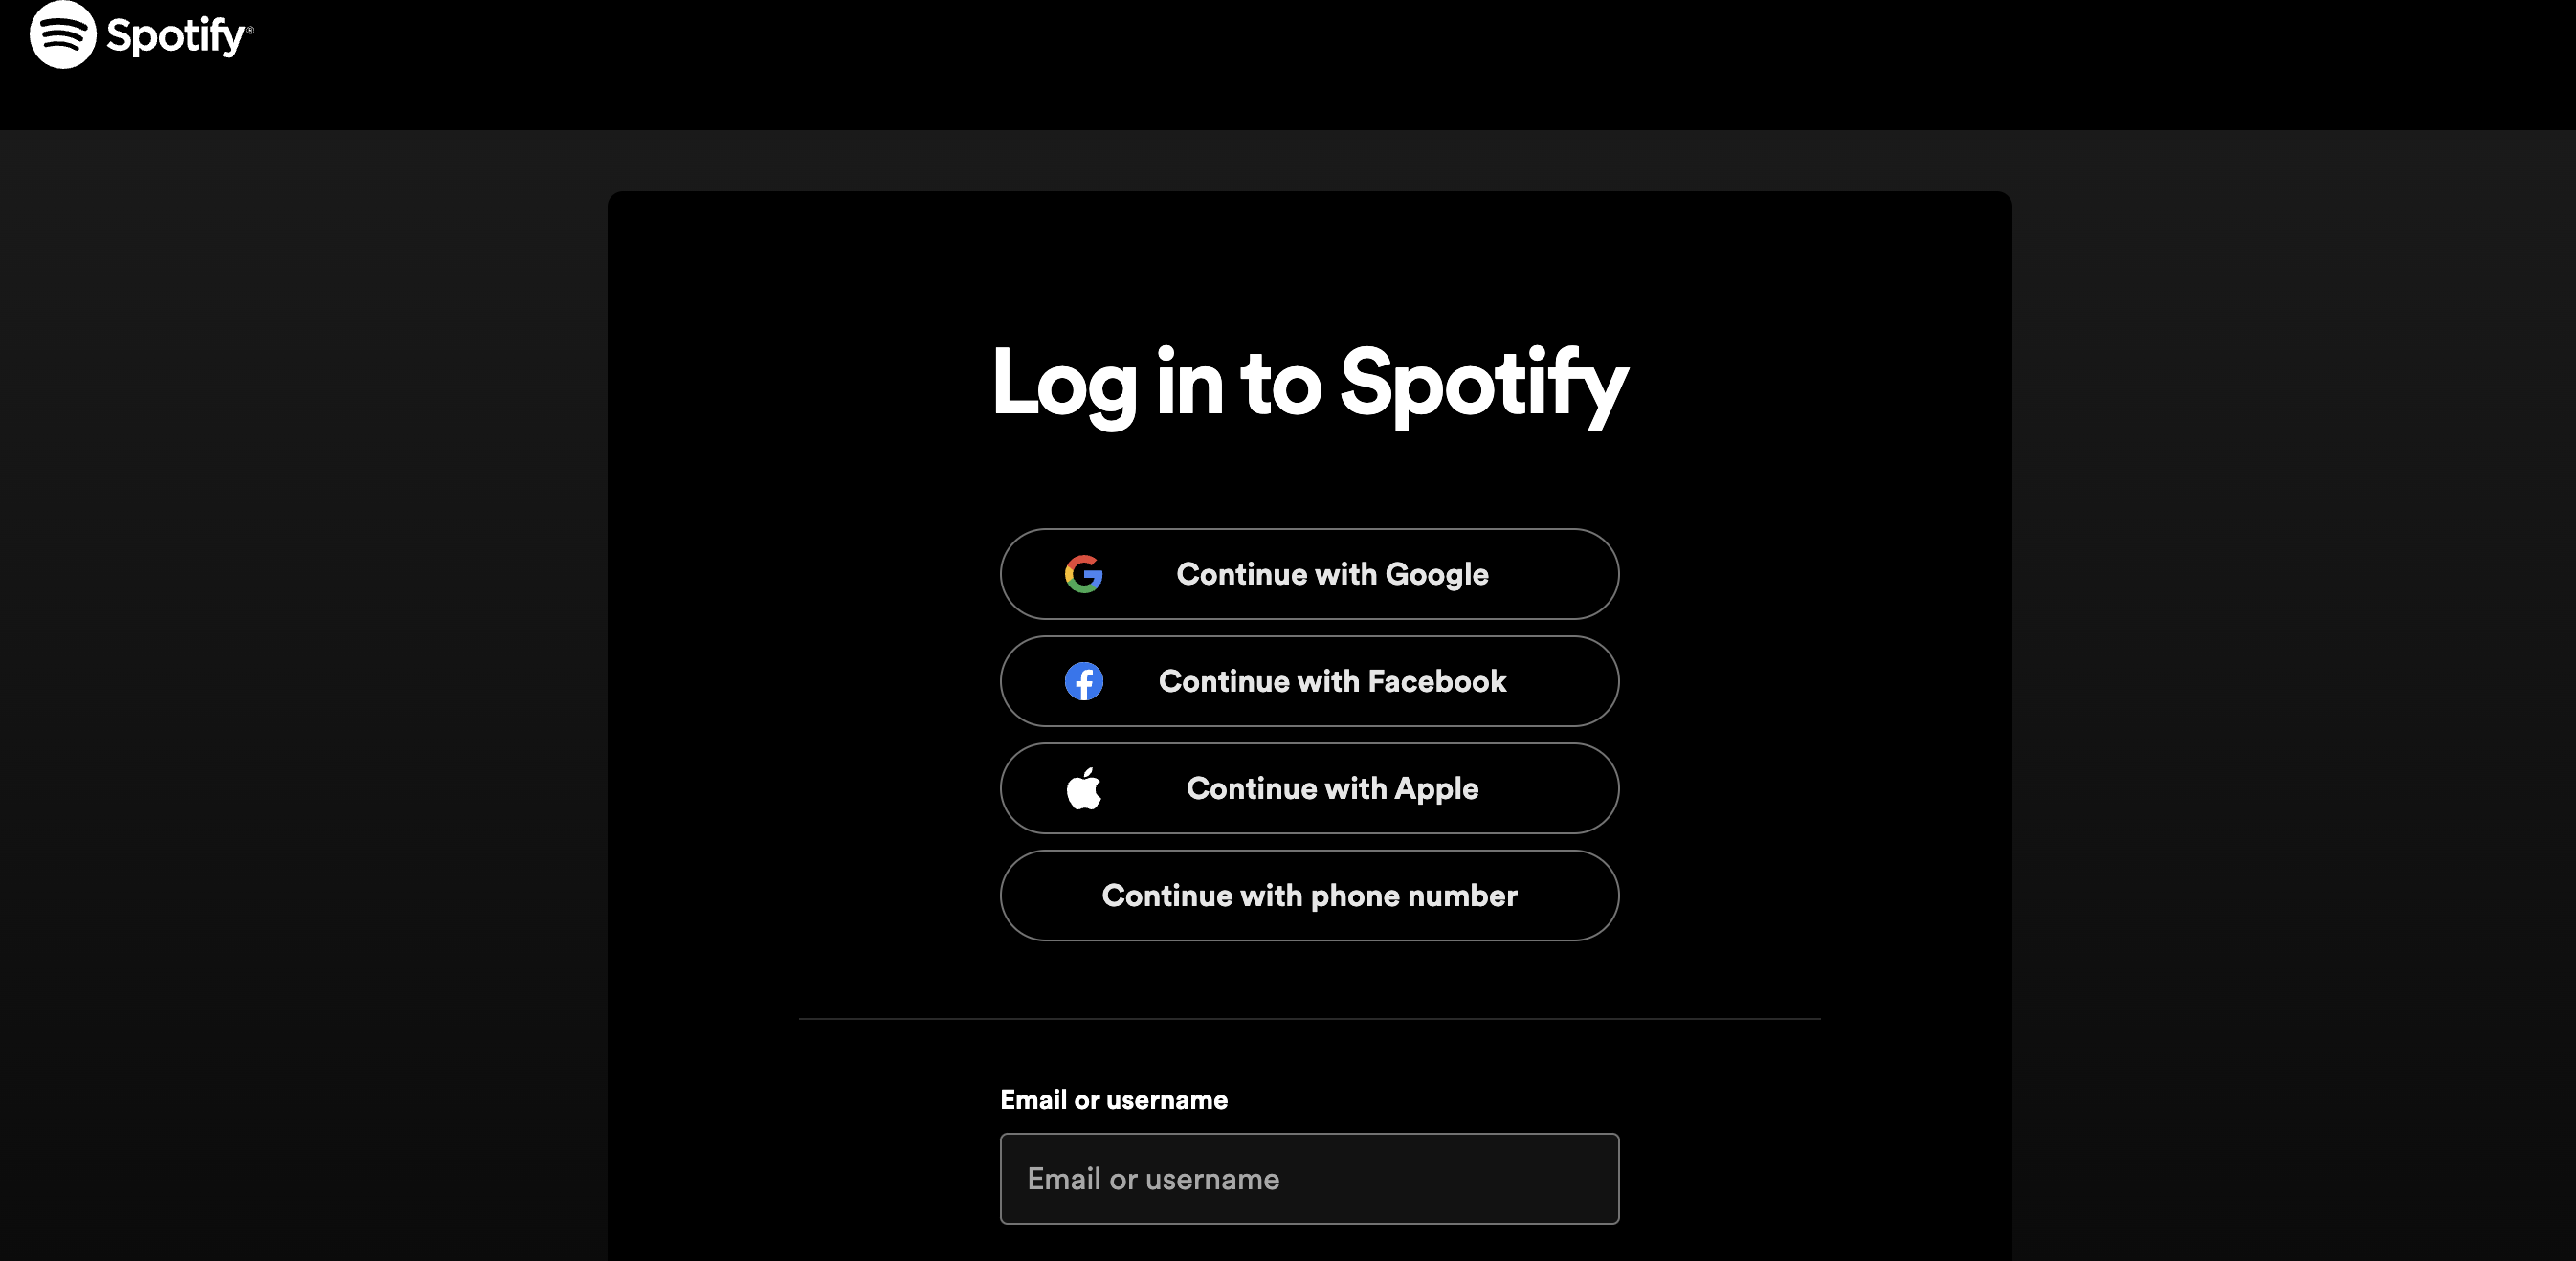 Spotify®
Log in to Spotify
Continue with Google
Continue with Facebook
Continue with Apple
Continue with phone number
Email or username
Email or username